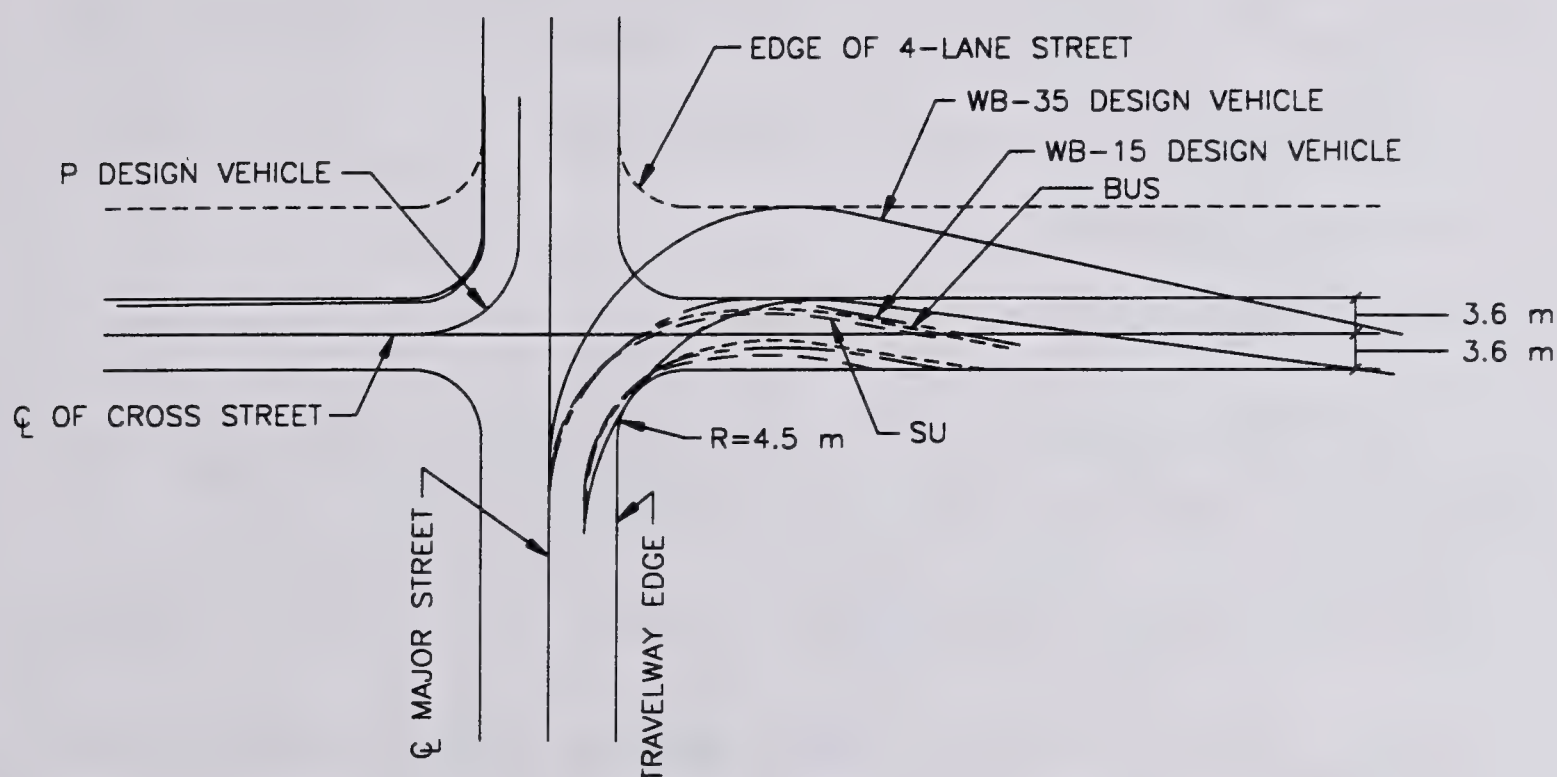 EDGE OF 4-LANE STREET
WB-35 DESIGN VEHICLE
WB-15 DESIGN VEHICLE
P DESIGN VEHICLE
BUS
3.6 m
3.6 m
℄ OF CROSS STREET
R=4.5 m
SU
℄ MAJOR STREET
TRAVELWAY EDGE